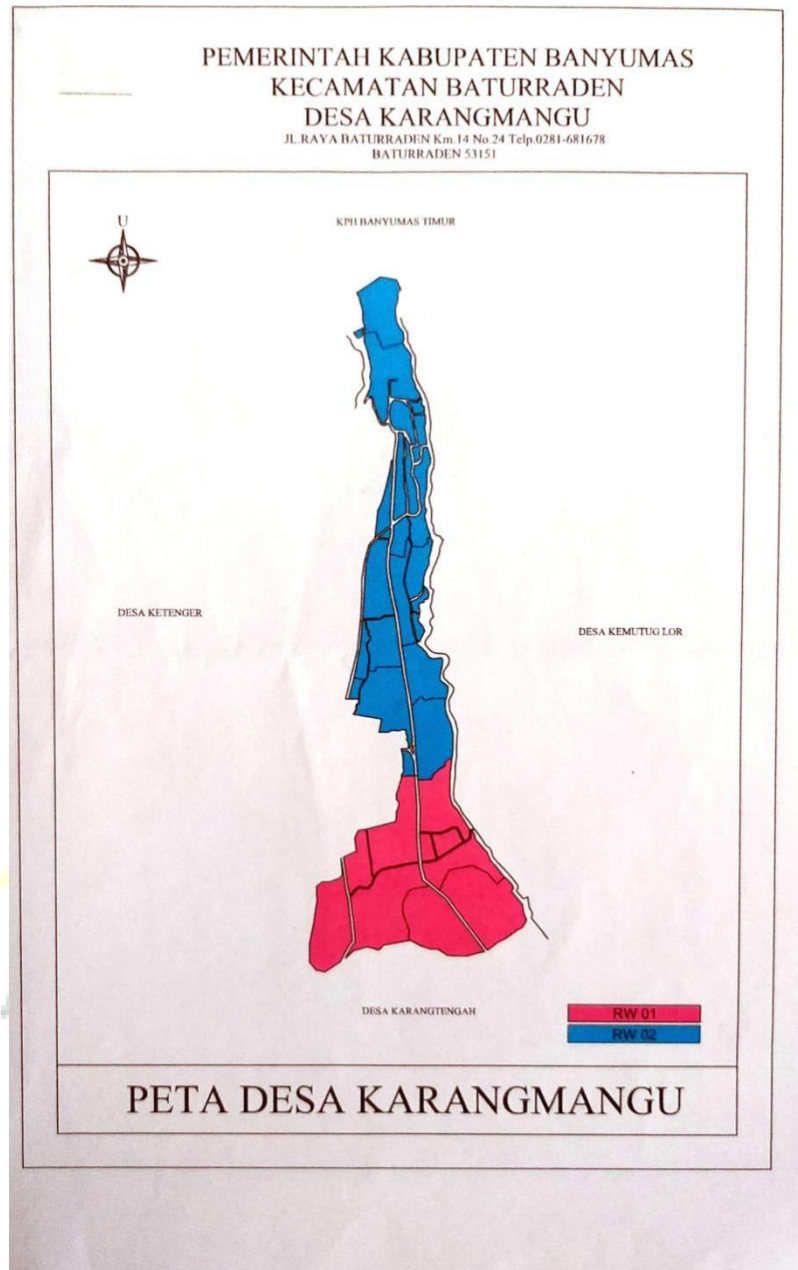 PEMERINTAH KABUPATEN BANYUMAS
KECAMATAN BATURRADEN
DESA KARANGMANGU
JL.RAYA BATURRADEN Km.14 No.24 Telp.0281-681678
BATURRADEN 53151
U
KPH BANYUMAS TIMUR
DESA KETENGER
DESA KEMUTUG LOR
DESA KARANGTENGAH
RW 01
RW 02
PETA DESA KARANGMANGU